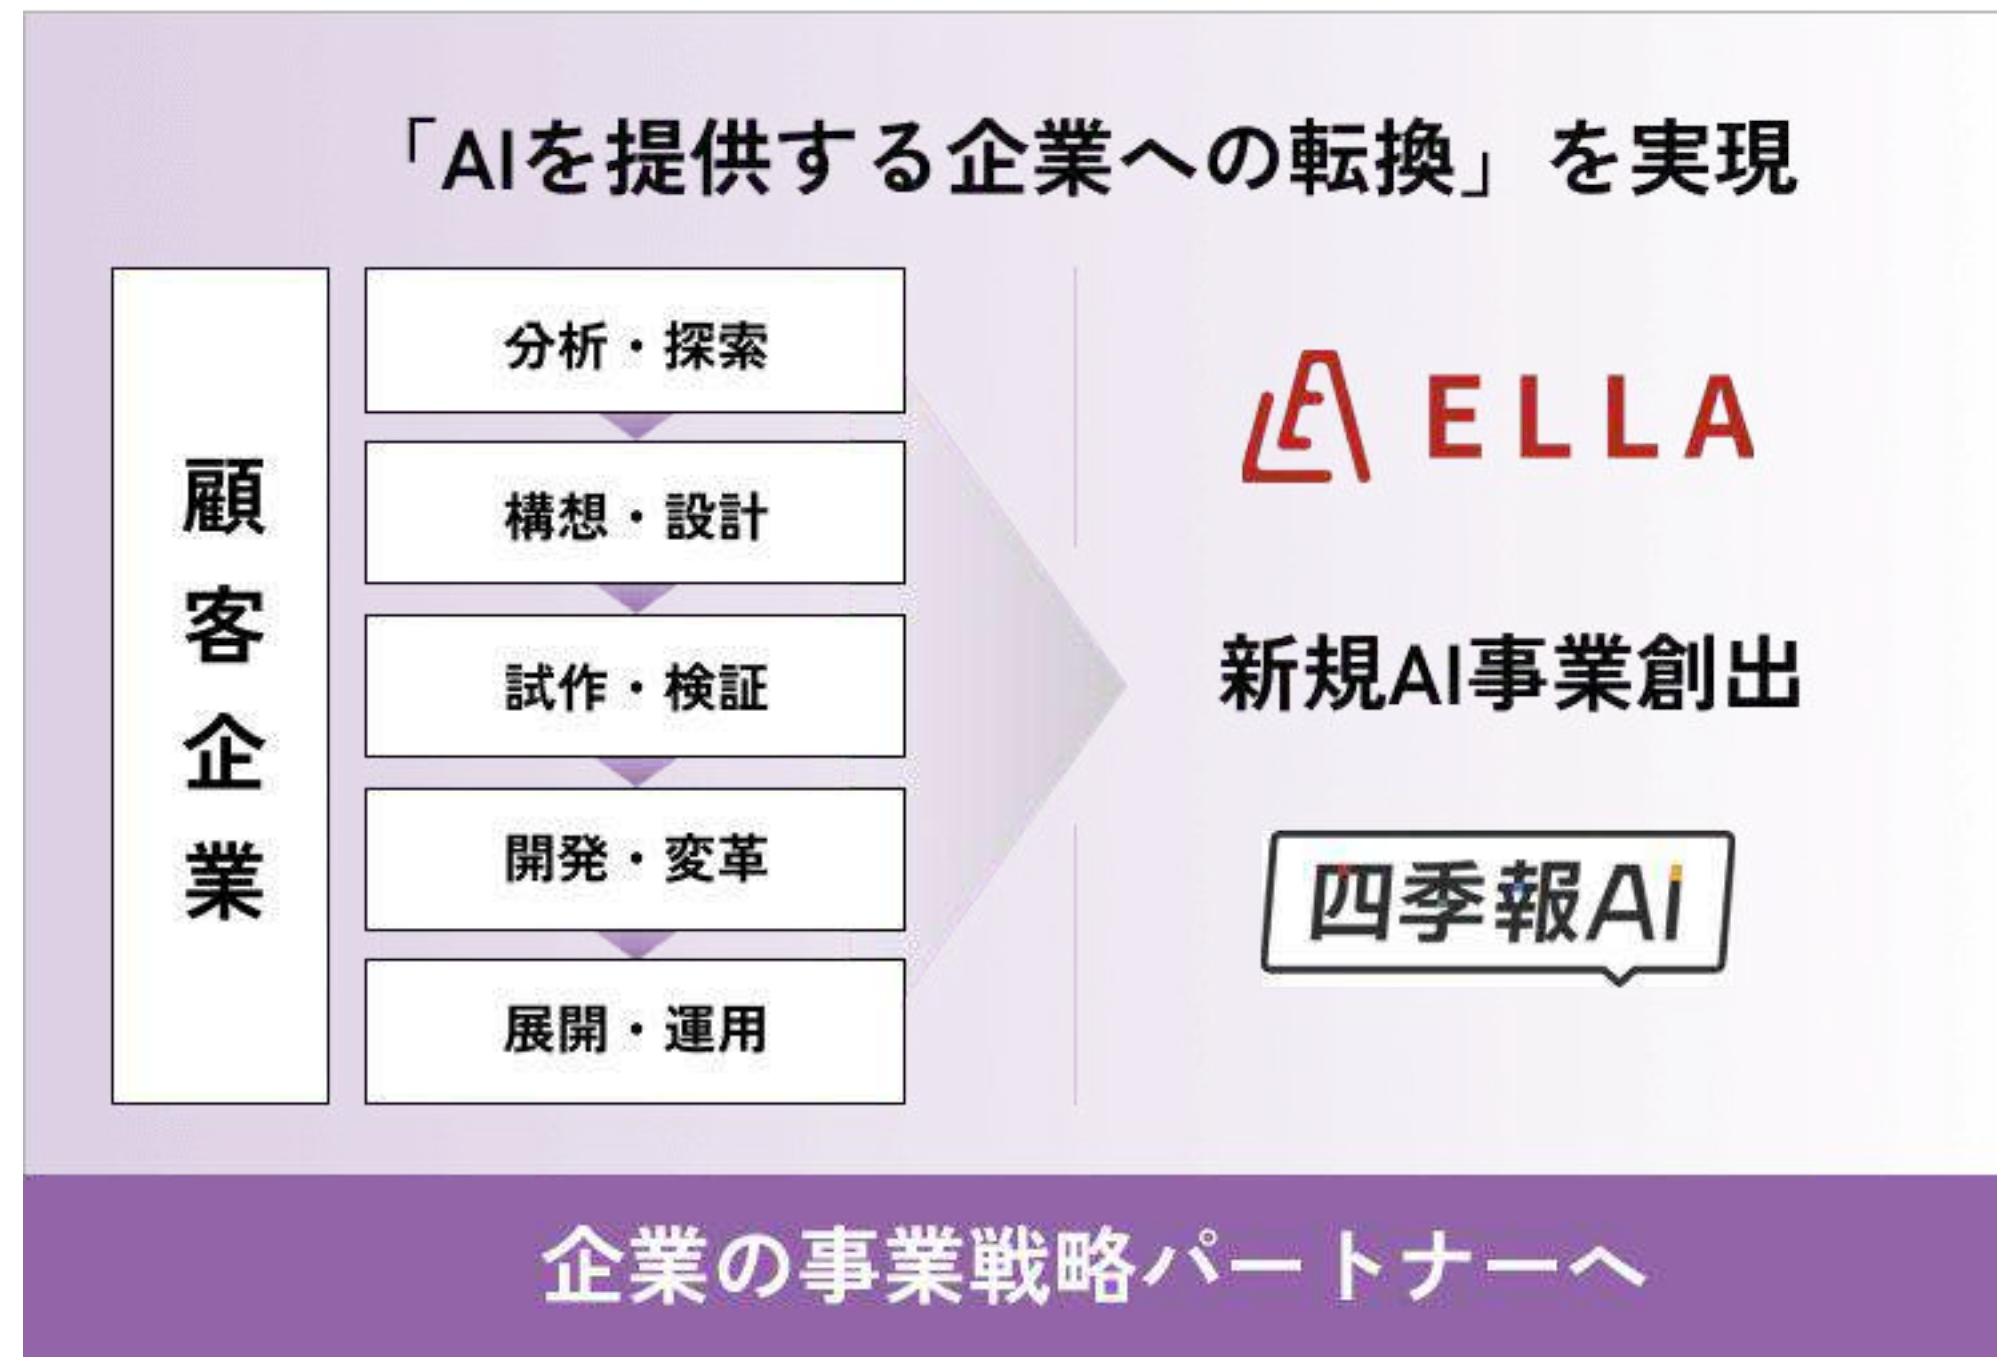 「AIを提供する企業への転換」を実現
顧客企業
分析・探索
構想・設計
試作・検証
開発・変革
展開・運用
ELLA
新規AI事業創出
四季報AI
企業の事業戦略パートナーへ